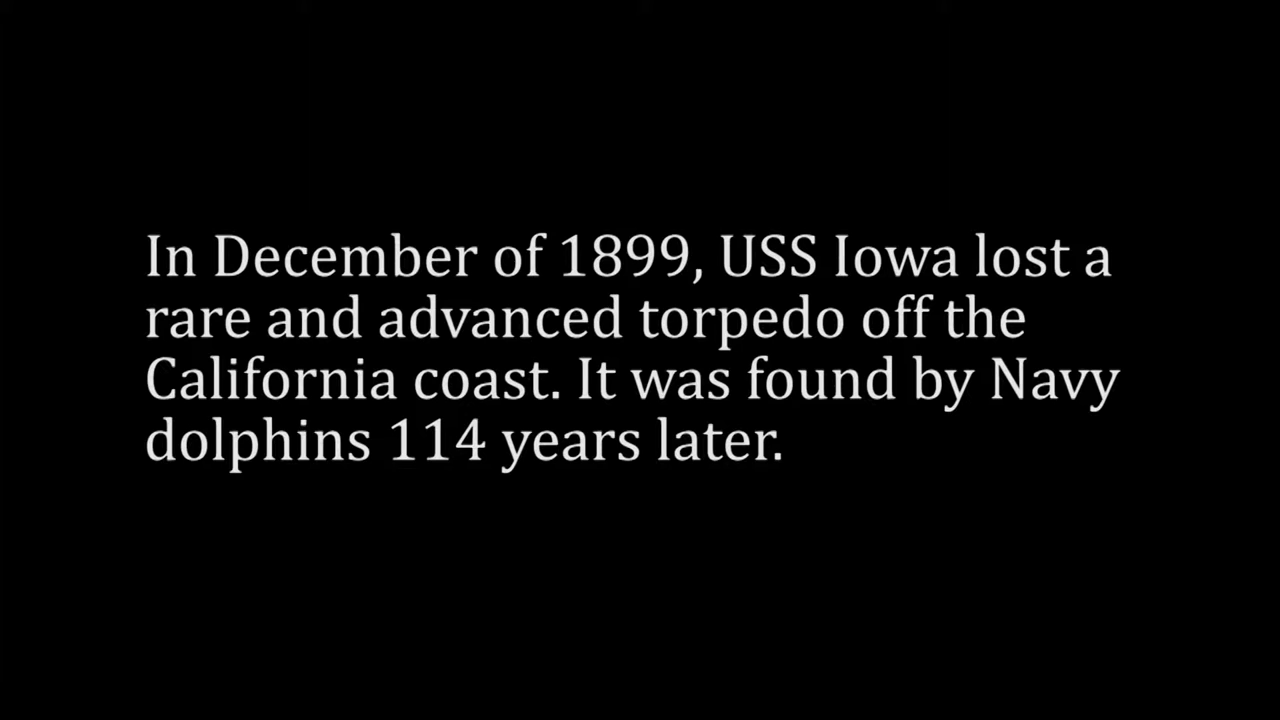 In December of 1899, USS Iowa lost a
rare and advanced torpedo off the
California coast. It was found by Navy
dolphins 114 years later.